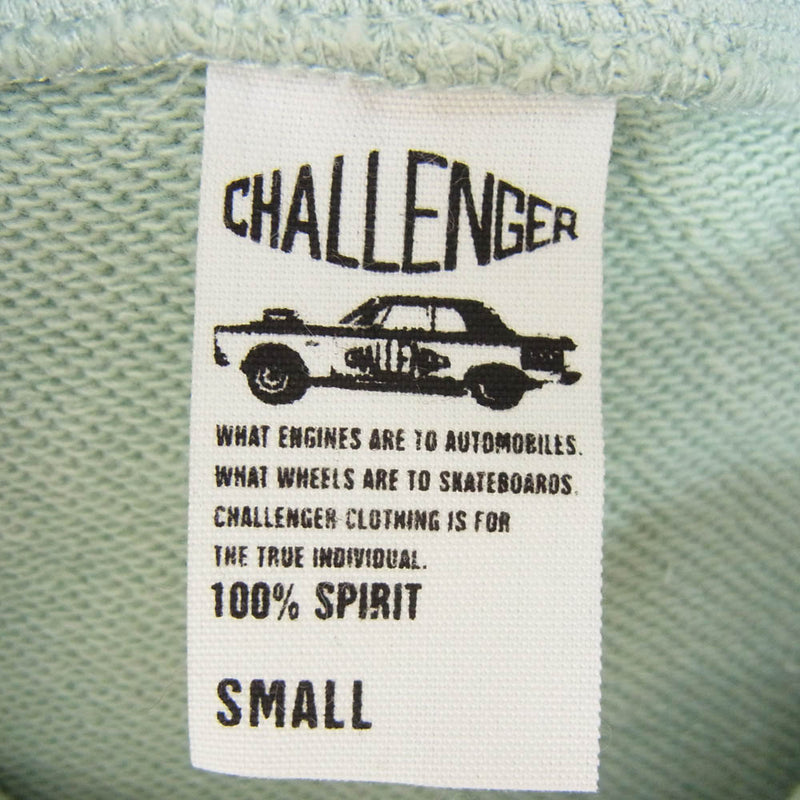 CHALLENGER
CHALLENGER
WHAT ENGINES ARE TO AUTOMOBILES.
WHAT WHEELS ARE TO SKATEBOARDS.
CHALLENGER CLOTHING IS FOR
THE TRUE INDIVIDUAL.
100% SPIRIT
SMALL